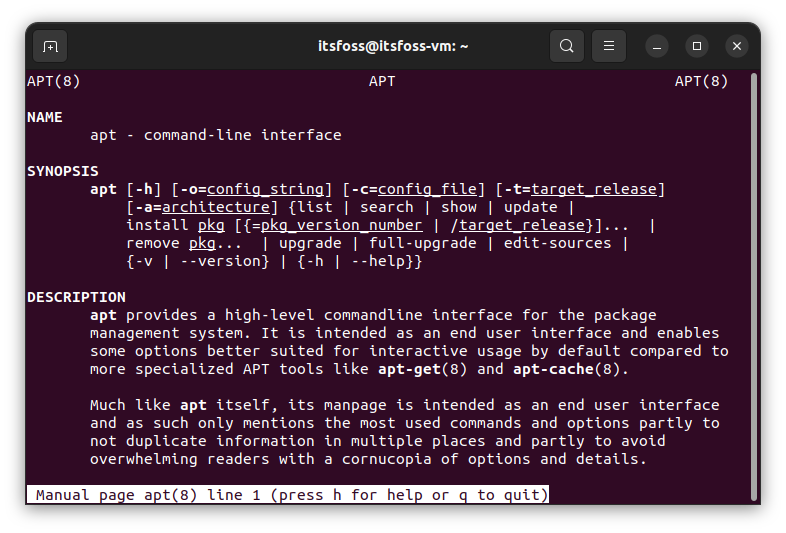 itsfoss@itsfoss-vm: ~
APT(8) APT APT(8)
NAME
apt - command-line interface
SYNOPSIS
apt [-h] [-o=config_string] [-c=config_file] [-t=target_release]
[-a=architecture] {list | search | show | update |
install pkg [{=pkg_version_number | /target_release}]... |
remove pkg... | upgrade | full-upgrade | edit-sources |
{-v | --version} | {-h | --help}}
DESCRIPTION
apt provides a high-level commandline interface for the package
management system. It is intended as an end user interface and enables
some options better suited for interactive usage by default compared to
more specialized APT tools like apt-get(8) and apt-cache(8).
Much like apt itself, its manpage is intended as an end user interface
and as such only mentions the most used commands and options partly to
not duplicate information in multiple places and partly to avoid
overwhelming readers with a cornucopia of options and details.
Manual page apt(8) line 1 (press h for help or q to quit)